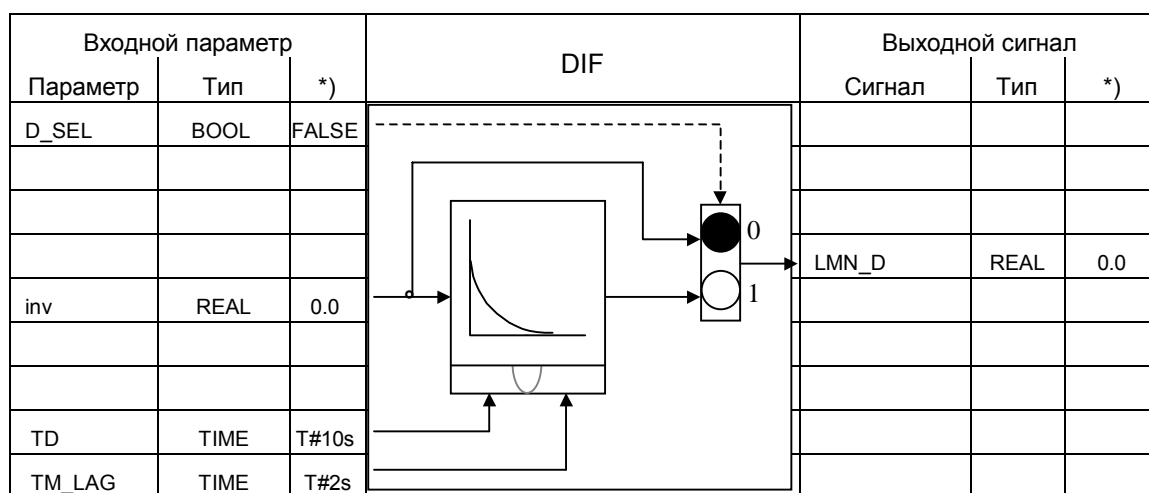 Входной параметр DIF Выходной сигнал
Параметр Тип *) Сигнал Тип *)
D_SEL BOOL FALSE
0
LMN_D REAL 0.0
inv REAL 0.0 1
TD TIME T#10s
TM_LAG TIME T#2s